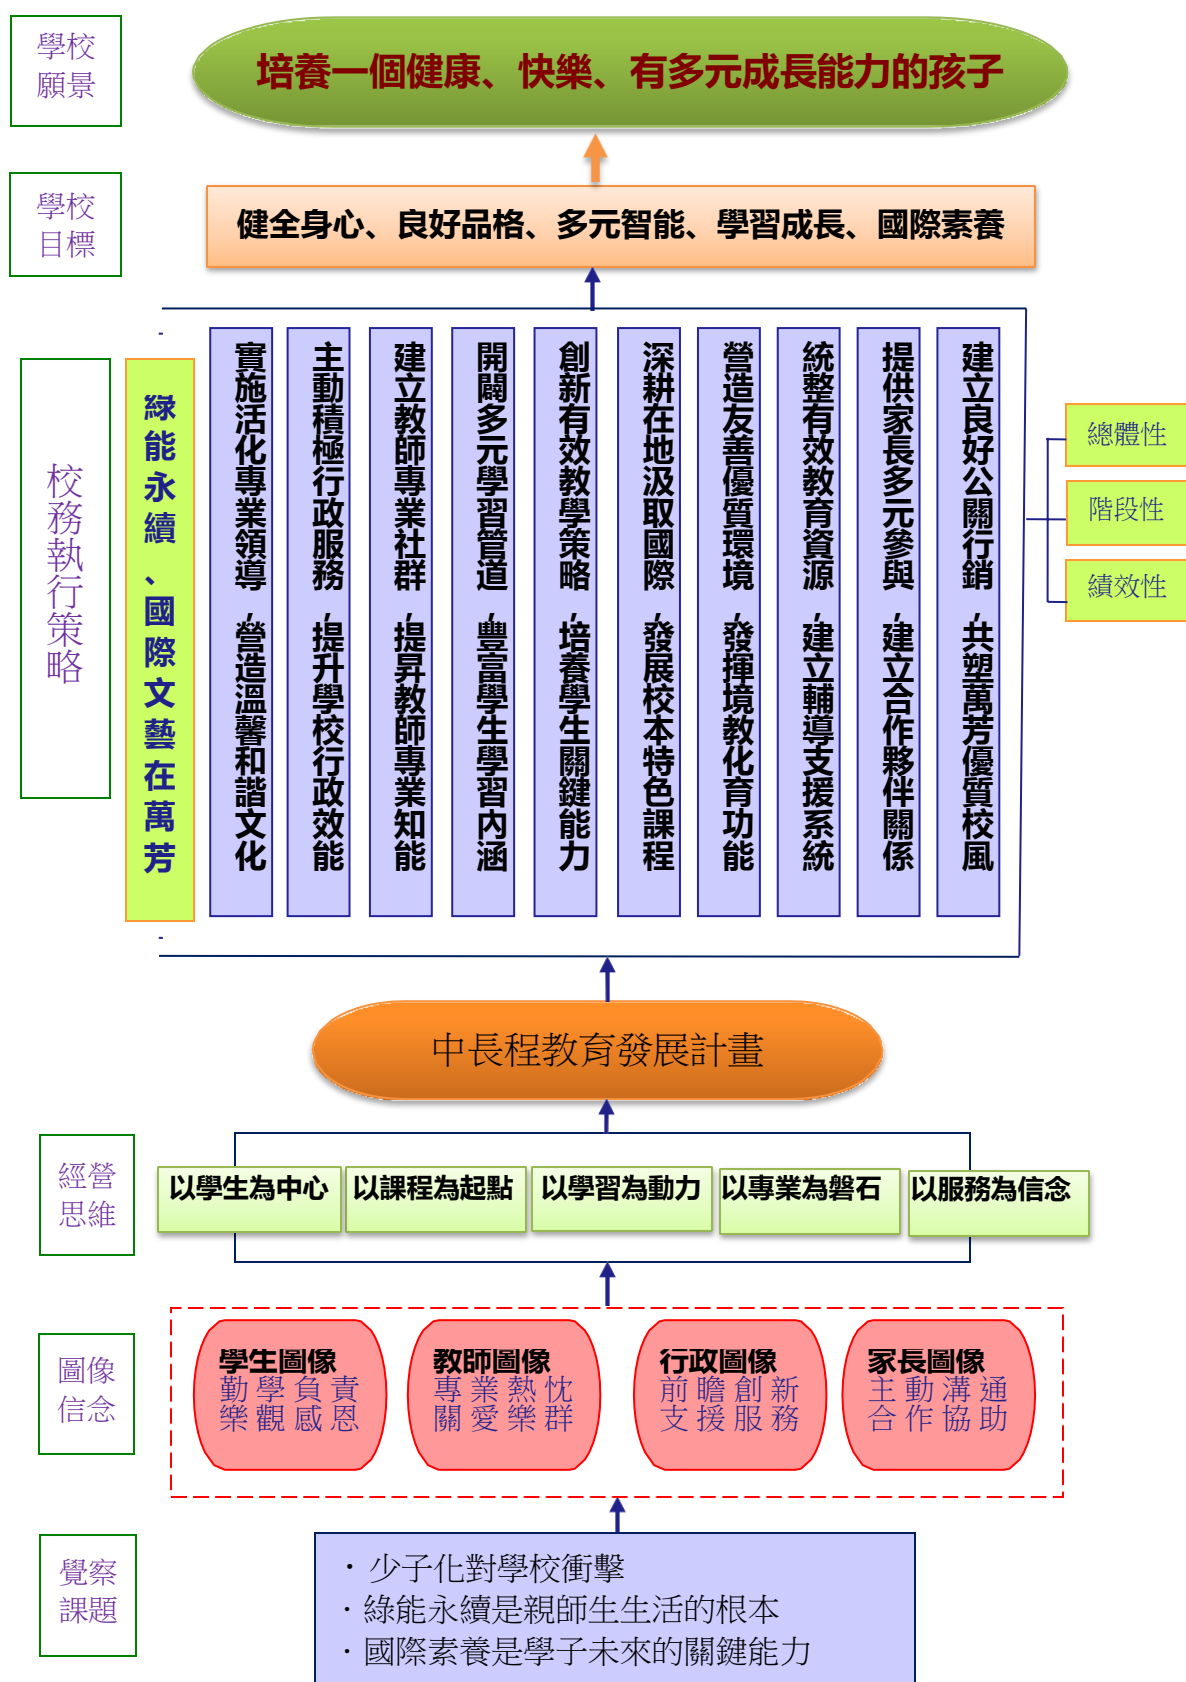 學校
願景
培養一個健康、快樂、有多元成長能力的孩子
學校
目標
健全身心、良好品格、多元智能、學習成長、國際素養
校務執行策略
綠能永續、國際文藝在萬芳
實施活化專業領導，營造溫馨和諧文化
主動積極行政服務，提升學校行政效能
建立教師專業社群，提昇教師專業知能
開闢多元學習管道，豐富學生學習內涵
創新有效教學策略，培養學生關鍵能力
深耕在地汲取國際，發展校本特色課程
營造友善優質環境，發揮境教化育功能
統整有效教育資源，建立輔導支援系統
提供家長多元參與，建立合作夥伴關係
建立良好公關行銷，共塑萬芳優質校風
總體性
階段性
績效性
中長程教育發展計畫
經營
思維
以學生為中心
以課程為起點
以學習為動力
以專業為磐石
以服務為信念
圖像
信念
學生圖像
勤學負責
樂觀感恩
教師圖像
專業熱忱
關愛樂群
行政圖像
前瞻創新
支援服務
家長圖像
主動溝通
合作協助
覺察
課題
．少子化對學校衝擊
．綠能永續是親師生生活的根本
．國際素養是學子未來的關鍵能力